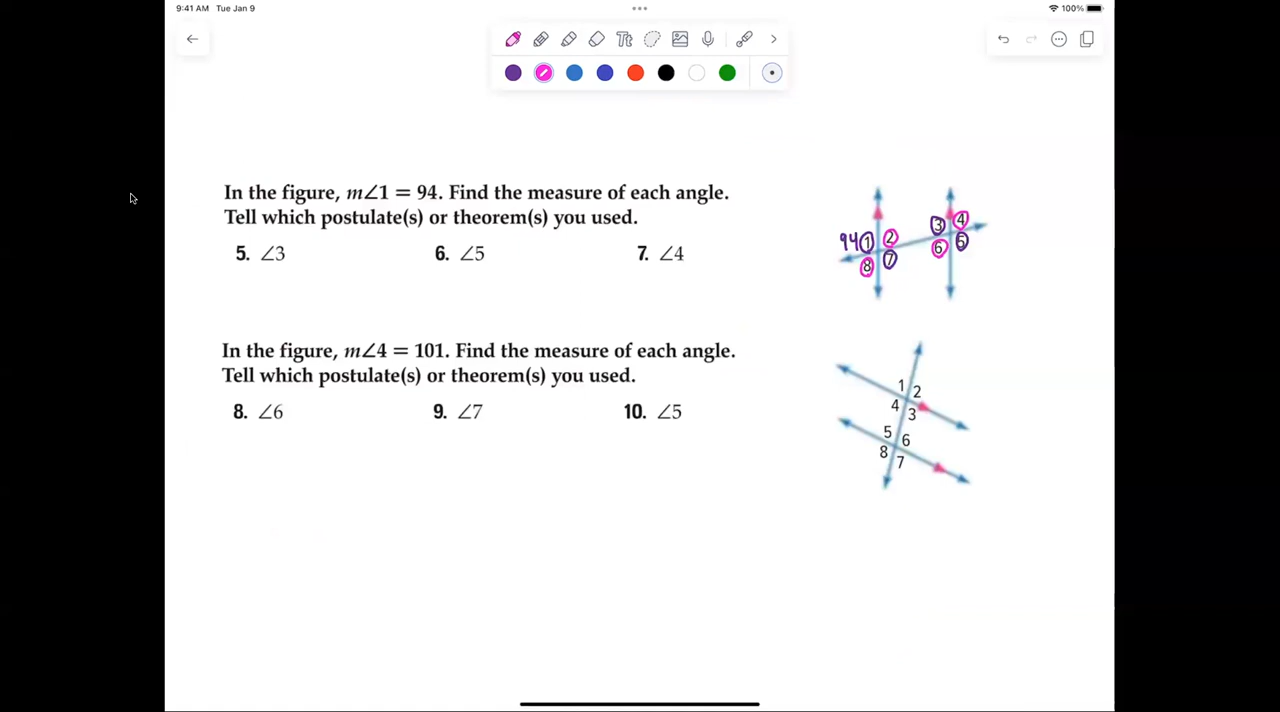 9:41 AM Tue Jan 9
100%
Tt
In the figure, m∠1 = 94. Find the measure of each angle.
Tell which postulate(s) or theorem(s) you used.
5. ∠3 6. ∠5 7. ∠4
3 4
94 1 2 6 5
8 7
In the figure, m∠4 = 101. Find the measure of each angle.
Tell which postulate(s) or theorem(s) you used.
8. ∠6 9. ∠7 10. ∠5
1 2
4 3
5 6
8 7